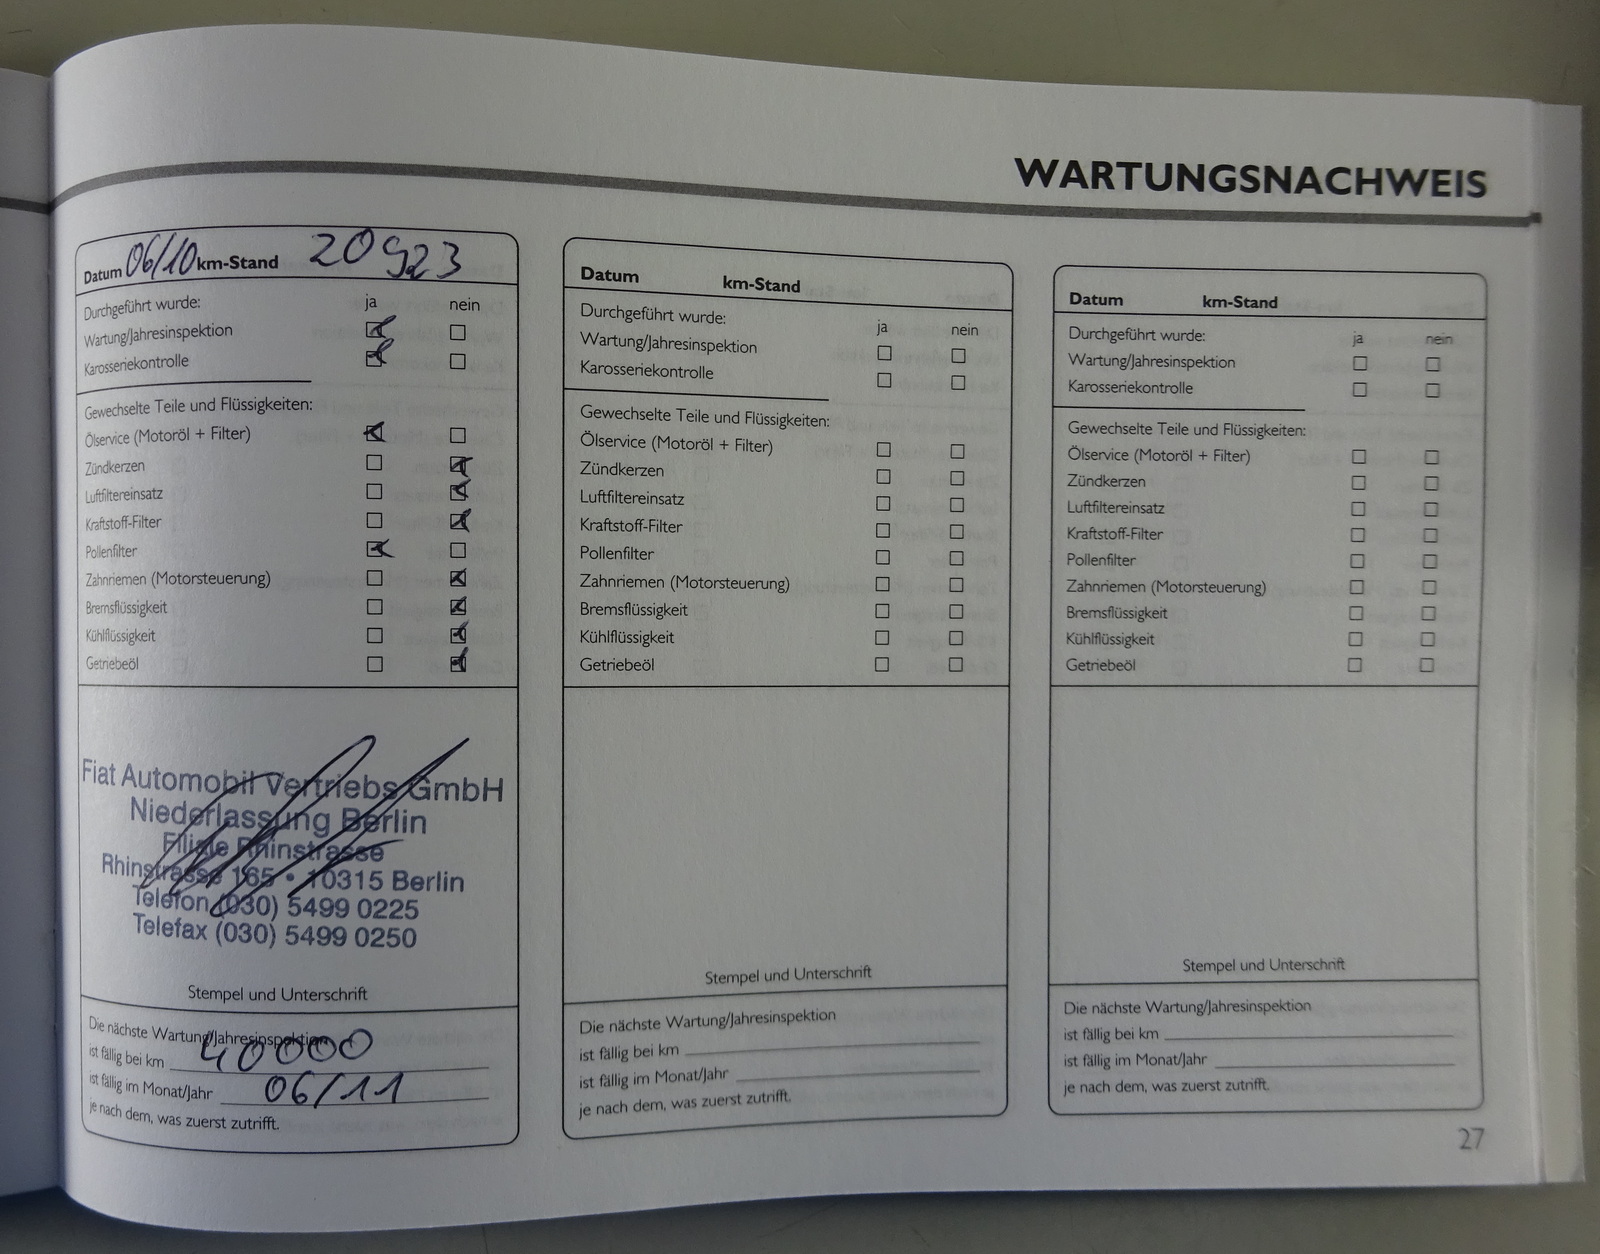 WARTUNGSNACHWEIS
Datum 06/10 km-Stand 20923
Durchgeführt wurde: ja nein
Wartung/Jahresinspektion
Karosseriekontrolle
Gewechselte Teile und Flüssigkeiten:
Ölservice (Motoröl + Filter)
Zündkerzen
Luftfiltereinsatz
Kraftstoff-Filter
Pollenfilter
Zahnriemen (Motorsteuerung)
Bremsflüssigkeit
Kühlflüssigkeit
Getriebeöl
Fiat Automobil Vertriebs GmbH
Niederlassung Berlin
Filiale Rhinstrasse
Rhinstrasse 165 • 10315 Berlin
Telefon (030) 5499 0225
Telefax (030) 5499 0250
Stempel und Unterschrift
Die nächste Wartung/Jahresinspektion
ist fällig bei km 40000
ist fällig im Monat/Jahr 06/11
je nach dem, was zuerst zutrifft.
Datum km-Stand
Durchgeführt wurde: ja nein
Wartung/Jahresinspektion
Karosseriekontrolle
Gewechselte Teile und Flüssigkeiten:
Ölservice (Motoröl + Filter)
Zündkerzen
Luftfiltereinsatz
Kraftstoff-Filter
Pollenfilter
Zahnriemen (Motorsteuerung)
Bremsflüssigkeit
Kühlflüssigkeit
Getriebeöl
Stempel und Unterschrift
Die nächste Wartung/Jahresinspektion
ist fällig bei km
ist fällig im Monat/Jahr
je nach dem, was zuerst zutrifft.
Datum km-Stand
Durchgeführt wurde: ja nein
Wartung/Jahresinspektion
Karosseriekontrolle
Gewechselte Teile und Flüssigkeiten:
Ölservice (Motoröl + Filter)
Zündkerzen
Luftfiltereinsatz
Kraftstoff-Filter
Pollenfilter
Zahnriemen (Motorsteuerung)
Bremsflüssigkeit
Kühlflüssigkeit
Getriebeöl
Stempel und Unterschrift
Die nächste Wartung/Jahresinspektion
ist fällig bei km
ist fällig im Monat/Jahr
je nach dem, was zuerst zutrifft.
27